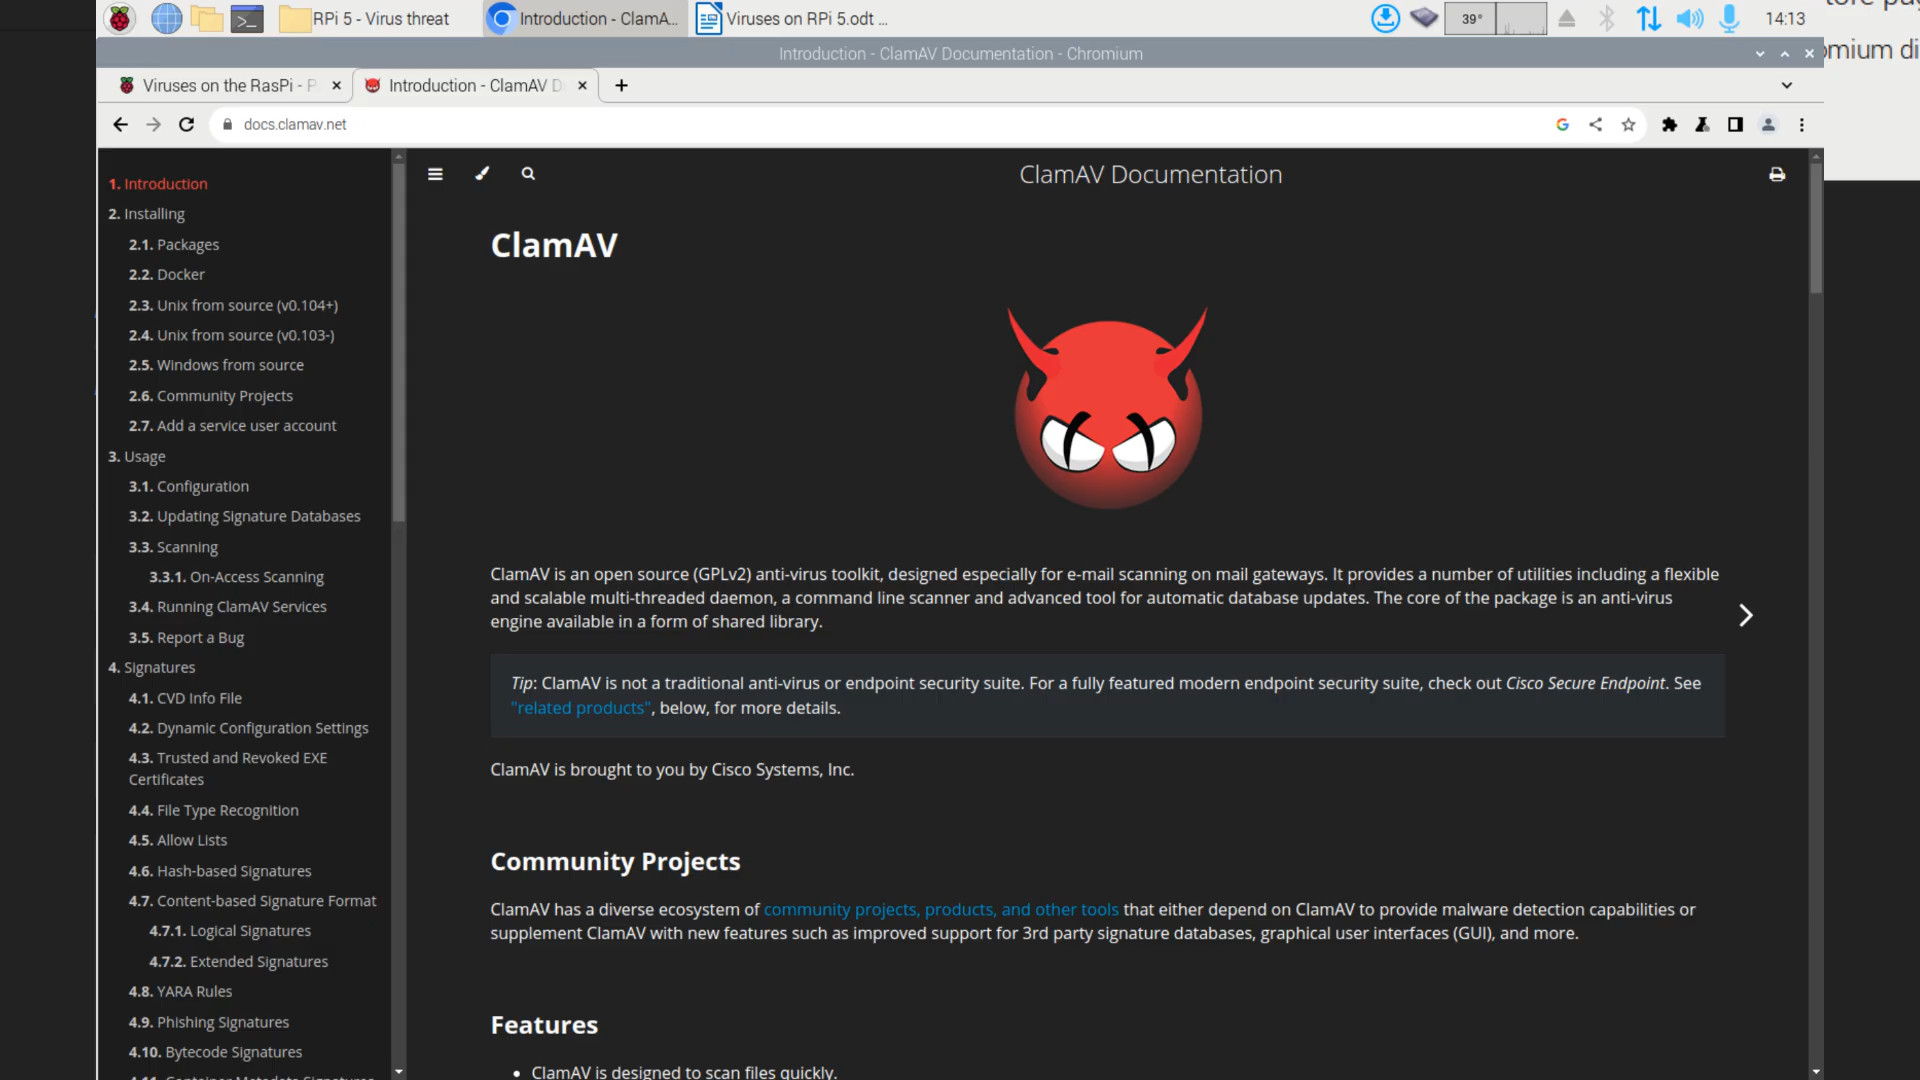 RPi 5 - Virus threat
Introduction - ClamA...
Viruses on RPi 5.odt ...
39°
14:13
Introduction - ClamAV Documentation - Chromium
omium di
Viruses on the RasPi - P
Introduction - ClamAV D
docs.clamav.net
1. Introduction
2. Installing
2.1. Packages
2.2. Docker
2.3. Unix from source (v0.104+)
2.4. Unix from source (v0.103-)
2.5. Windows from source
2.6. Community Projects
2.7. Add a service user account
3. Usage
3.1. Configuration
3.2. Updating Signature Databases
3.3. Scanning
3.3.1. On-Access Scanning
3.4. Running ClamAV Services
3.5. Report a Bug
4. Signatures
4.1. CVD Info File
4.2. Dynamic Configuration Settings
4.3. Trusted and Revoked EXE
Certificates
4.4. File Type Recognition
4.5. Allow Lists
4.6. Hash-based Signatures
4.7. Content-based Signature Format
4.7.1. Logical Signatures
4.7.2. Extended Signatures
4.8. YARA Rules
4.9. Phishing Signatures
4.10. Bytecode Signatures
4.11. Container Metadata Signatures
ClamAV Documentation
ClamAV
ClamAV is an open source (GPLv2) anti-virus toolkit, designed especially for e-mail scanning on mail gateways. It provides a number of utilities including a flexible
and scalable multi-threaded daemon, a command line scanner and advanced tool for automatic database updates. The core of the package is an anti-virus
engine available in a form of shared library.
Tip: ClamAV is not a traditional anti-virus or endpoint security suite. For a fully featured modern endpoint security suite, check out Cisco Secure Endpoint. See
"related products", below, for more details.
ClamAV is brought to you by Cisco Systems, Inc.
Community Projects
ClamAV has a diverse ecosystem of community projects, products, and other tools that either depend on ClamAV to provide malware detection capabilities or
supplement ClamAV with new features such as improved support for 3rd party signature databases, graphical user interfaces (GUI), and more.
Features
• ClamAV is designed to scan files quickly.